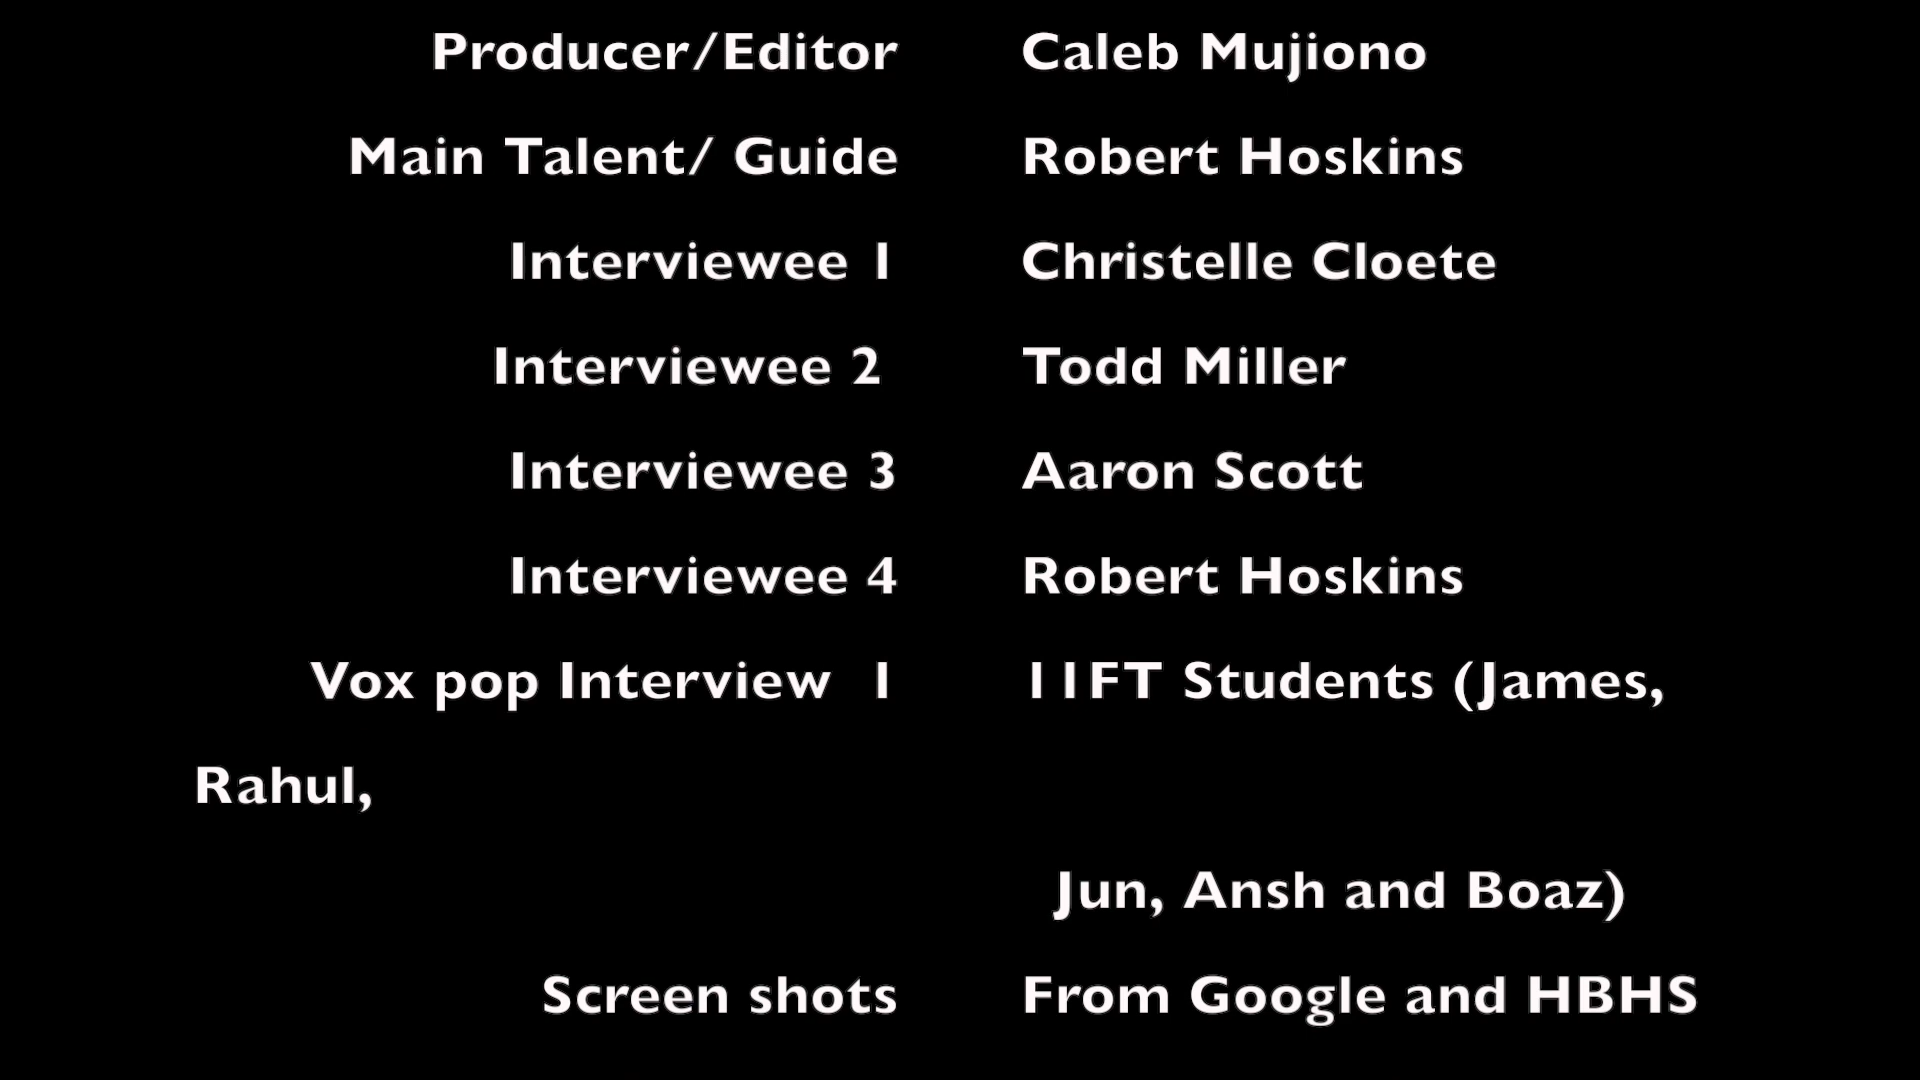 Producer/Editor Caleb Mujiono
Main Talent/ Guide Robert Hoskins
Interviewee 1 Christelle Cloete
Interviewee 2 Todd Miller
Interviewee 3 Aaron Scott
Interviewee 4 Robert Hoskins
Vox pop Interview 1 11FT Students (James,
Rahul,
Jun, Ansh and Boaz)
Screen shots From Google and HBHS